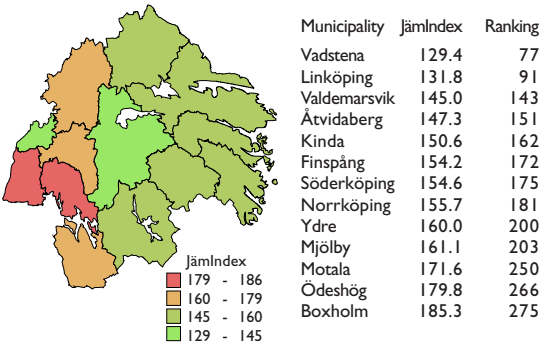 Municipality JämIndex Ranking
Vadstena 129.4 77
Linköping 131.8 91
Valdemarsvik 145.0 143
Åtvidaberg 147.3 151
Kinda 150.6 162
Finspång 154.2 172
Söderköping 154.6 175
Norrköping 155.7 181
Ydre 160.0 200
Mjölby 161.1 203
Motala 171.6 250
Ödeshög 179.8 266
Boxholm 185.3 275
JämIndex
179 - 186
160 - 179
145 - 160
129 - 145